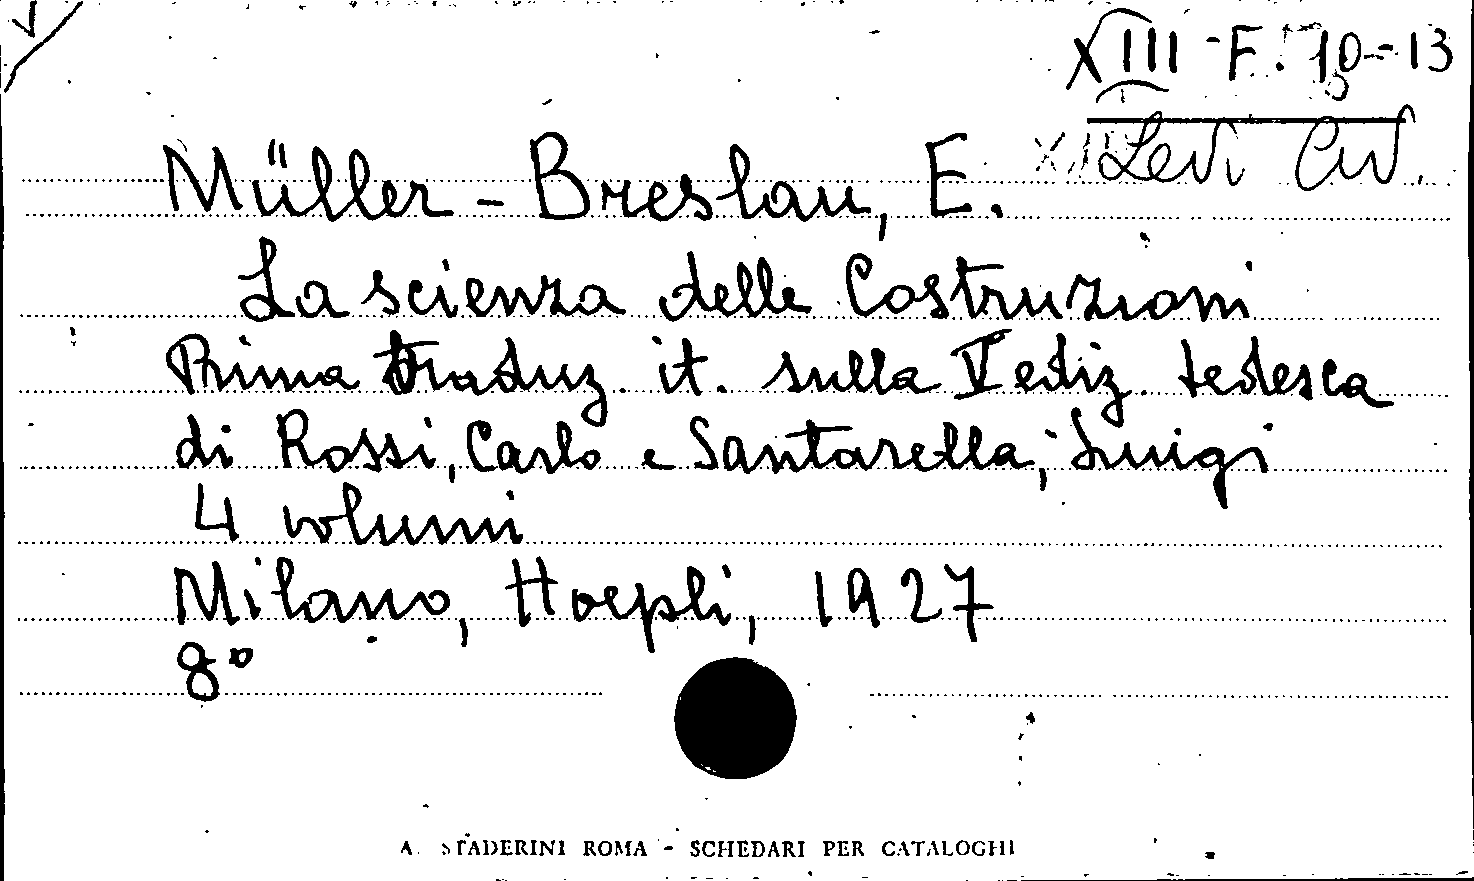 XIII - F. 10-13
Levi Civ.
Müller - Breslau, E.
La scienza delle Costruzioni
Prima traduz. it. sulla V ediz. tedesca
di Rossi, Carlo e Santarella, Luigi
4 volumi
Milano, Hoepli, 1927
8°
A. STADERINI ROMA - SCHEDARI PER CATALOGHI